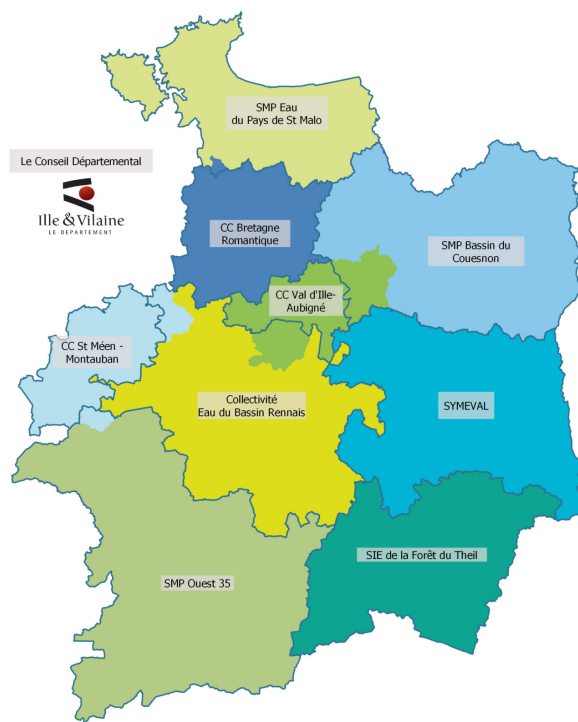 SMP Eau
du Pays de St Malo
Le Conseil Départemental
Ille & Vilaine
LE DEPARTEMENT
CC Bretagne
Romantique
SMP Bassin du
Couesnon
CC Val d'Ille-
Aubigné
CC St Méen -
Montauban
Collectivité
Eau du Bassin Rennais
SYMEVAL
SIE de la Forêt du Theil
SMP Ouest 35